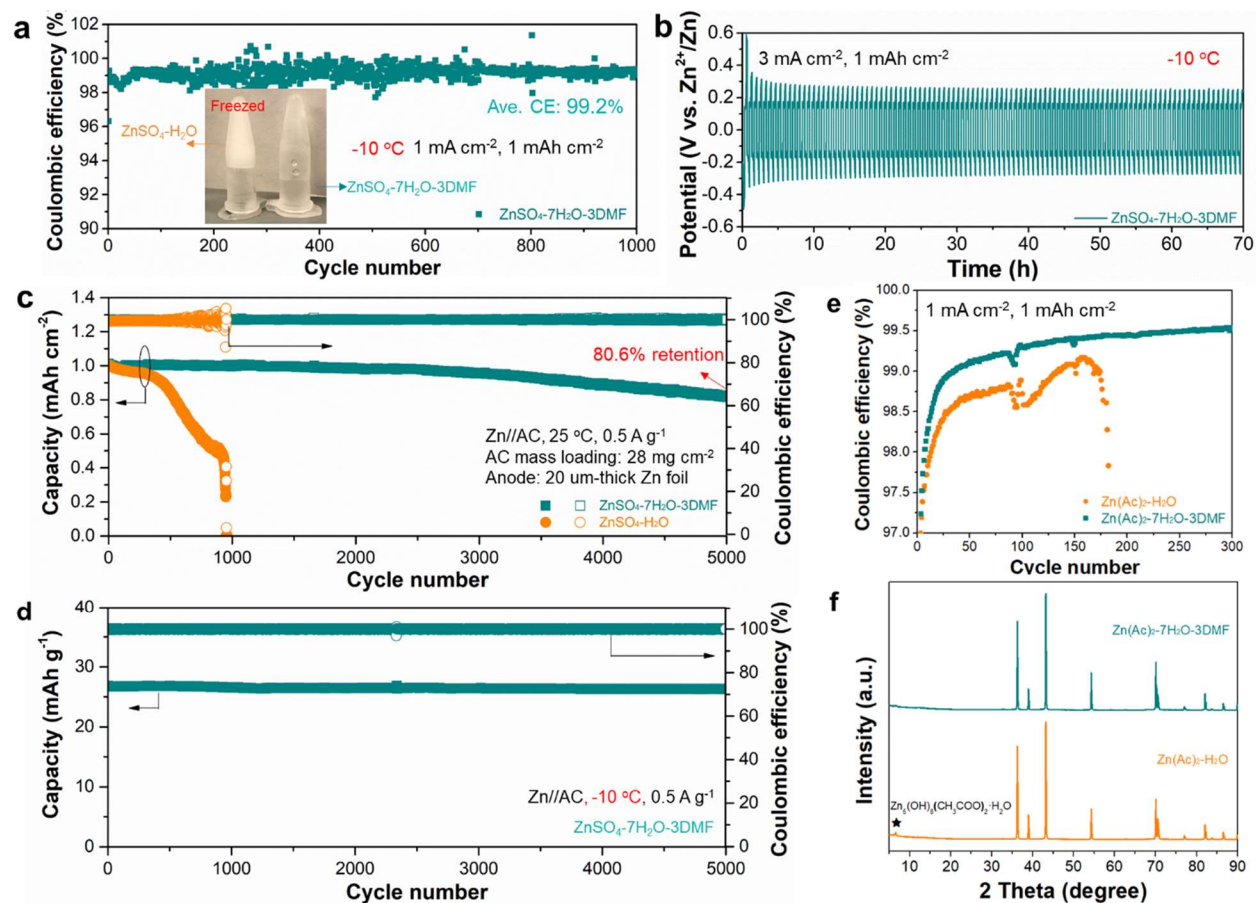 a
Coulombic efficiency (%)
104
102
100
98
96
94
92
90
0
200
400
600
800
1000
Cycle number
Freezed
ZnSO₄-H₂O
Ave. CE: 99.2%
-10 ºC 1 mA cm⁻², 1 mAh cm⁻²
ZnSO₄-7H₂O-3DMF
ZnSO₄-7H₂O-3DMF
b
Potential (V vs. Zn²⁺/Zn)
0.6
0.4
0.2
0.0
-0.2
-0.4
-0.6
0
10
20
30
40
50
60
70
Time (h)
3 mA cm⁻², 1 mAh cm⁻²
-10 ºC
ZnSO₄-7H₂O-3DMF
c
Capacity (mAh cm⁻²)
1.4
1.2
1.0
0.8
0.6
0.4
0.2
0.0
0
1000
2000
3000
4000
5000
Cycle number
100
80
60
40
20
0
Coulombic efficiency (%)
80.6% retention
Zn//AC, 25 ºC, 0.5 A g⁻¹
AC mass loading: 28 mg cm⁻²
Anode: 20 um-thick Zn foil
ZnSO₄-7H₂O-3DMF
ZnSO₄-H₂O
e
Coulombic efficiency (%)
100.0
99.5
99.0
98.5
98.0
97.5
97.0
0
50
100
150
200
250
300
Cycle number
1 mA cm⁻², 1 mAh cm⁻²
Zn(Ac)₂-H₂O
Zn(Ac)₂-7H₂O-3DMF
d
Capacity (mAh g⁻¹)
40
35
30
25
20
15
10
5
0
0
1000
2000
3000
4000
5000
Cycle number
100
80
60
40
20
0
Coulombic efficiency (%)
Zn//AC, -10 ºC, 0.5 A g⁻¹
ZnSO₄-7H₂O-3DMF
f
Intensity (a.u.)
Zn(Ac)₂-7H₂O-3DMF
Zn(Ac)₂-H₂O
10
20
30
40
50
60
70
80
90
2 Theta (degree)